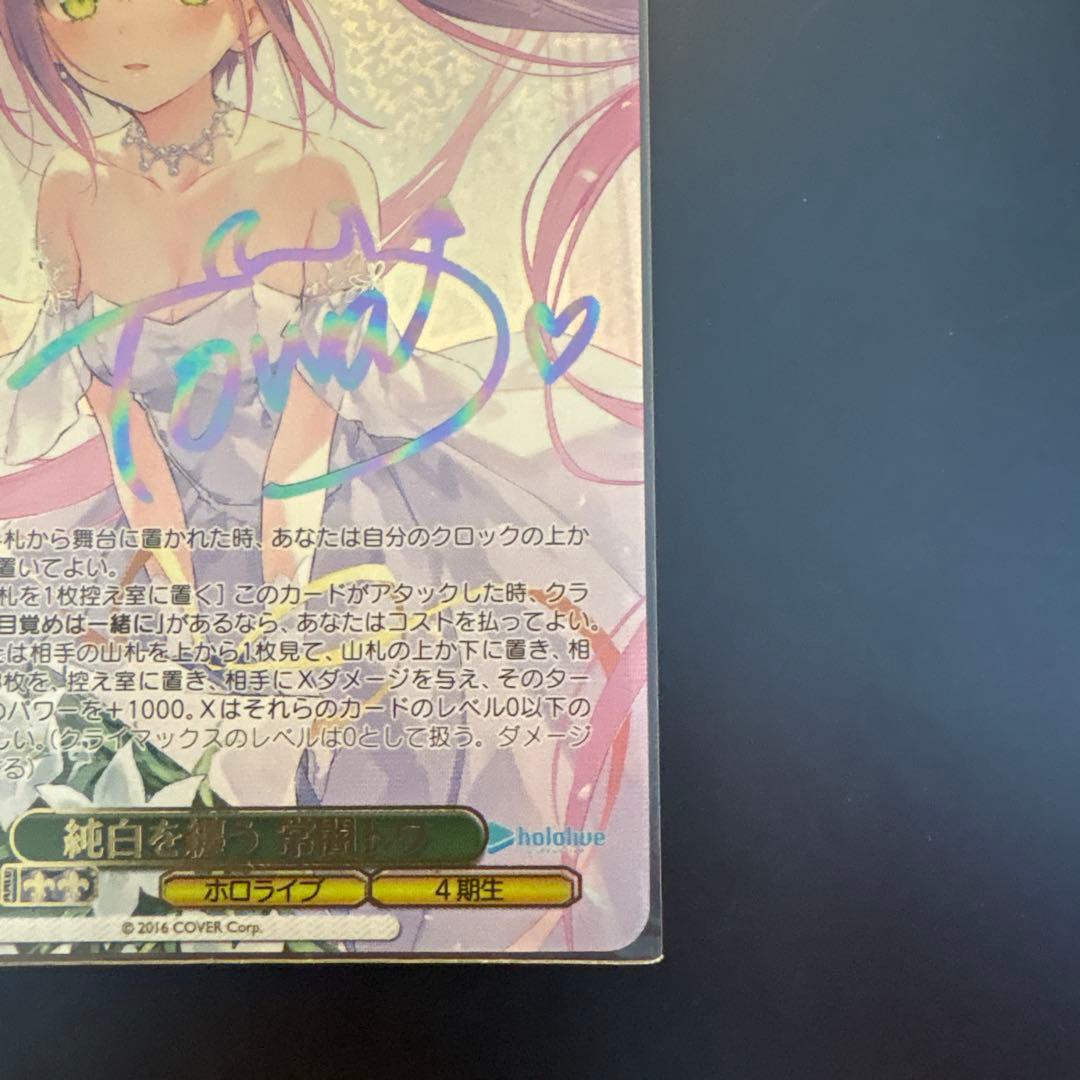 Towa
札から舞台に置かれた時、あなたは自分のクロックの上か
置いてよい。
札を1枚控え室に置く] このカードがアタックした時、クラ
目覚めは一緒に」があるなら、あなたはコストを払ってよい。
は相手の山札を上から1枚見て、山札の上か下に置き、相
枚を、控え室に置き、相手にXダメージを与え、そのター
のパワーを+1000。Xはそれらのカードのレベル0以下の
しい。(クライマックスのレベルは0として扱う。ダメージ
る)
純白を纏う 常闇トワ
hololive
ホロライブ
4期生
© 2016 COVER Corp.